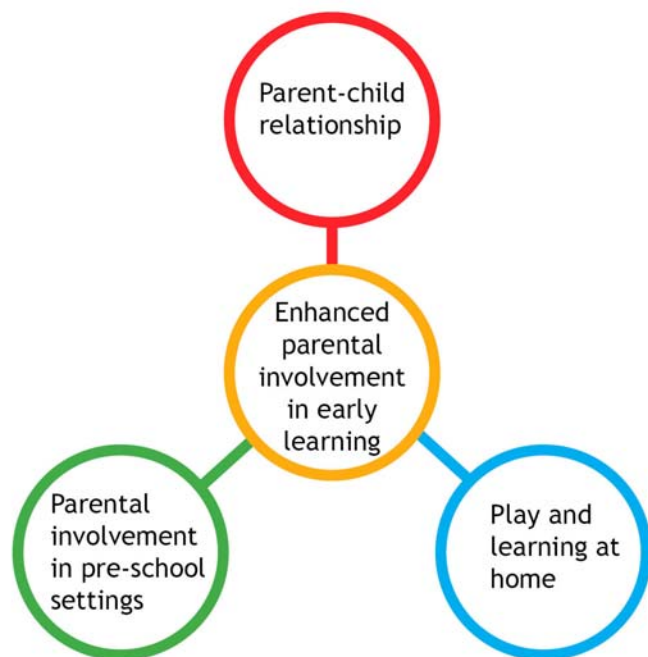 Parent-child
relationship
Enhanced
parental
involvement
in early
learning
Parental
involvement
in pre-school
settings
Play and
learning at
home